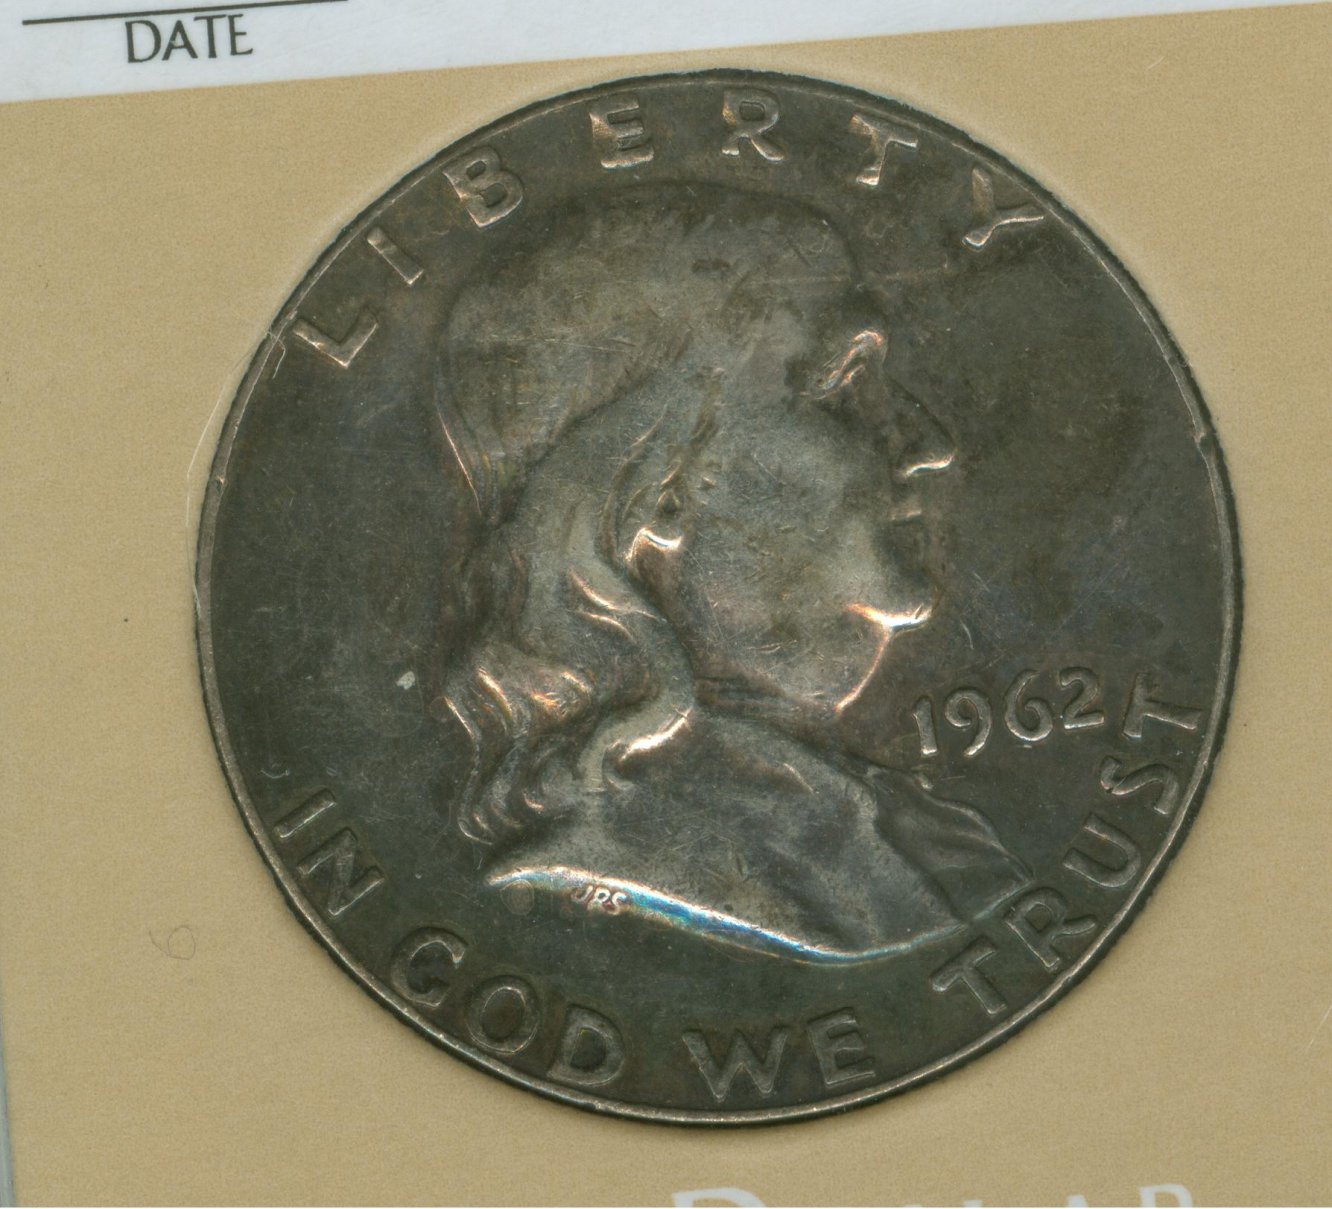 DATE
LIBERTY
1962
JRS
IN GOD WE TRUST